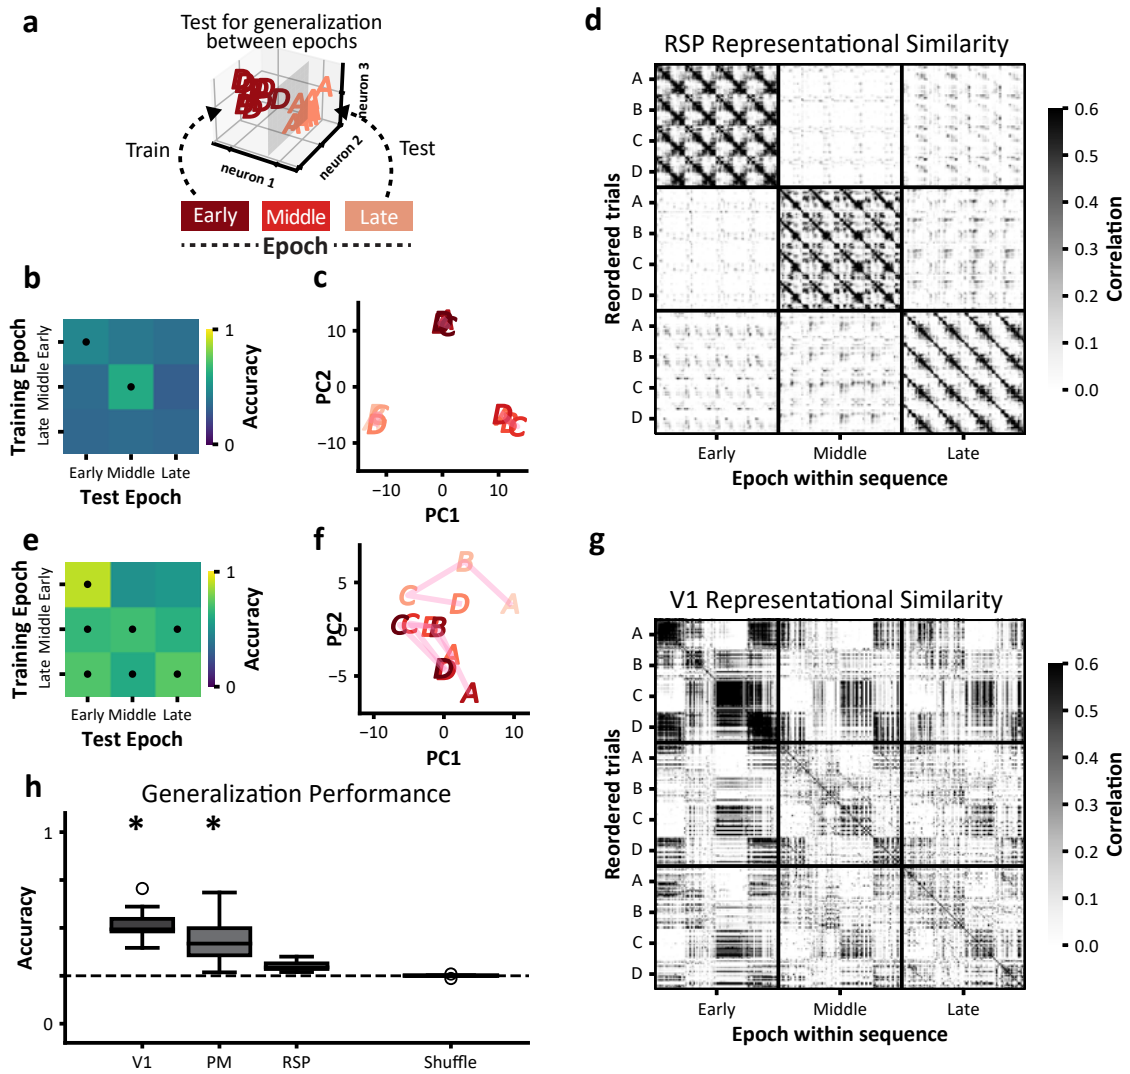 a
Test for generalization
between epochs
D
A
neuron 3
neuron 2
neuron 1
Train
Test
Early
Middle
Late
Epoch
b
Training Epoch
Late Middle Early
Early Middle Late
Test Epoch
1
0
Accuracy
c
10
0
−10
PC2
−10
0
10
PC1
d
RSP Representational Similarity
Reordered trials
A
B
C
D
A
B
C
D
A
B
C
D
Early
Middle
Late
Epoch within sequence
0.6
0.5
0.4
0.3
0.2
0.1
0.0
Correlation
e
Training Epoch
Late Middle Early
Early Middle Late
Test Epoch
1
0
Accuracy
f
5
0
−5
PC2
B
C
D
A
C
C
B
A
D
A
−10
0
10
PC1
g
V1 Representational Similarity
Reordered trials
A
B
C
D
A
B
C
D
A
B
C
D
Early
Middle
Late
Epoch within sequence
0.6
0.5
0.4
0.3
0.2
0.1
0.0
Correlation
h
Generalization Performance
Accuracy
1
0
*
*
V1
PM
RSP
Shuffle